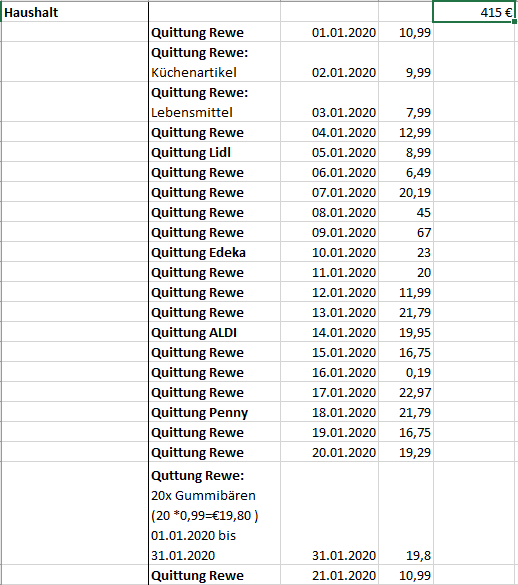 Haushalt 415 €
Quittung Rewe 01.01.2020 10,99
Quittung Rewe:
Küchenartikel 02.01.2020 9,99
Quittung Rewe:
Lebensmittel 03.01.2020 7,99
Quittung Rewe 04.01.2020 12,99
Quittung Lidl 05.01.2020 8,99
Quittung Rewe 06.01.2020 6,49
Quittung Rewe 07.01.2020 20,19
Quittung Rewe 08.01.2020 45
Quittung Rewe 09.01.2020 67
Quittung Edeka 10.01.2020 23
Quittung Rewe 11.01.2020 20
Quittung Rewe 12.01.2020 11,99
Quittung Rewe 13.01.2020 21,79
Quittung ALDI 14.01.2020 19,95
Quittung Rewe 15.01.2020 16,75
Quittung Rewe 16.01.2020 0,19
Quittung Rewe 17.01.2020 22,97
Quittung Penny 18.01.2020 21,79
Quittung Rewe 19.01.2020 16,75
Quittung Rewe 20.01.2020 19,29
Quttung Rewe:
20x Gummibären
(20 *0,99=€19,80 )
01.01.2020 bis
31.01.2020 31.01.2020 19,8
Quittung Rewe 21.01.2020 10,99